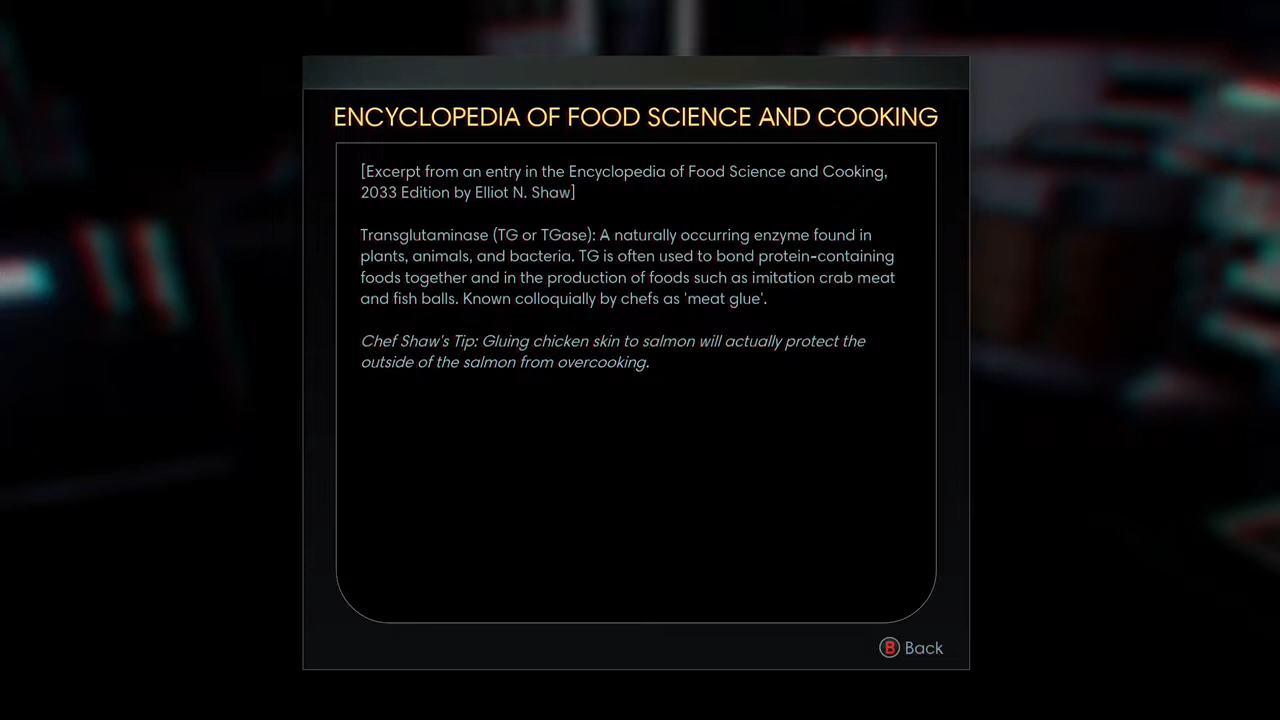 ENCYCLOPEDIA OF FOOD SCIENCE AND COOKING
[Excerpt from an entry in the Encyclopedia of Food Science and Cooking,
2033 Edition by Elliot N. Shaw]
Transglutaminase (TG or TGase): A naturally occurring enzyme found in
plants, animals, and bacteria. TG is often used to bond protein-containing
foods together and in the production of foods such as imitation crab meat
and fish balls. Known colloquially by chefs as 'meat glue'.
Chef Shaw's Tip: Gluing chicken skin to salmon will actually protect the
outside of the salmon from overcooking.
B Back